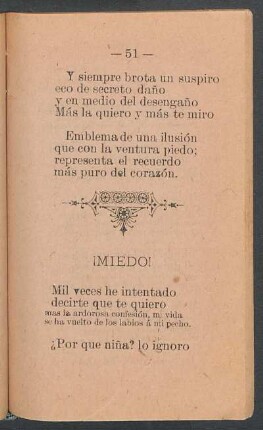 — 51 —
Y siempre brota un suspiro
eco de secreto daño
y en medio del desengaño
Más la quiero y más te miro
Emblema de una ilusión
que con la ventura piedo;
representa el recuerdo
más puro del corazón.
¡MIEDO!
Mil veces he intentado
decirte que te quiero
mas la ardorosa confesión, mi vida
se ha vuelto de los labios á mi pecho.
¿Por que niña? lo ignoro